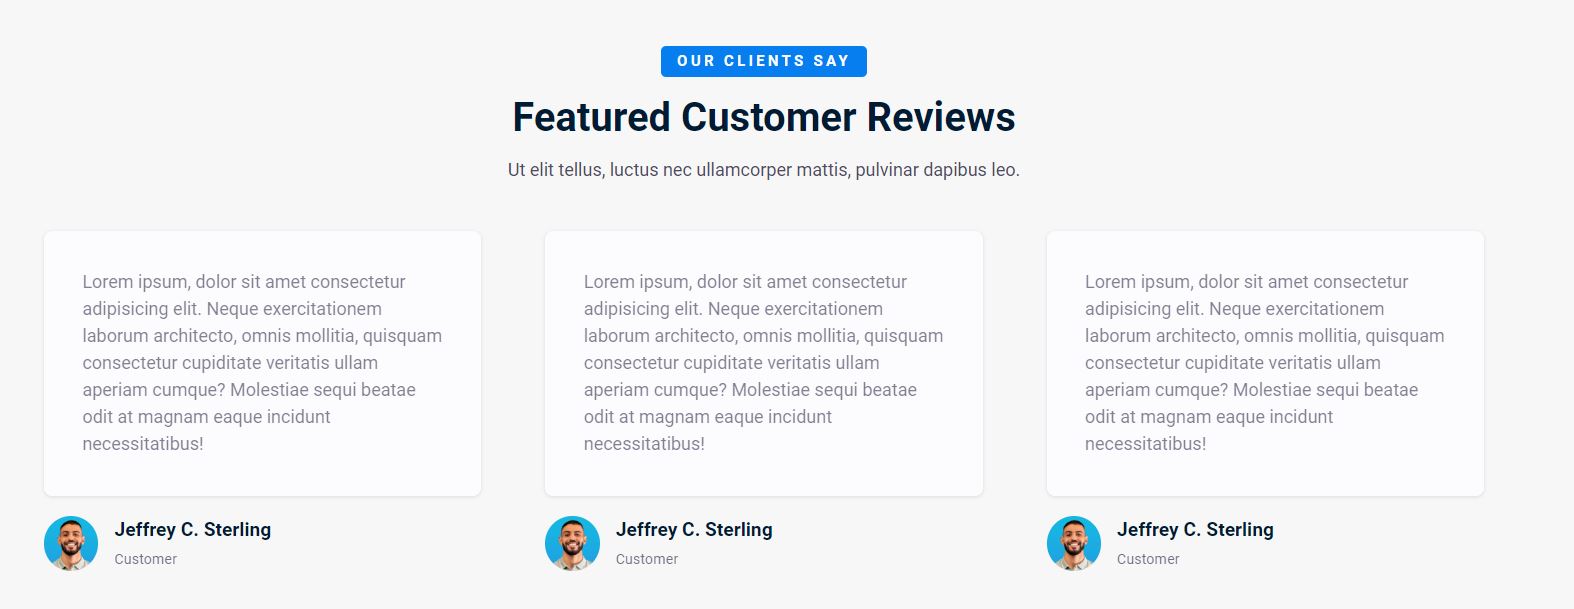 OUR CLIENTS SAY
Featured Customer Reviews
Ut elit tellus, luctus nec ullamcorper mattis, pulvinar dapibus leo.
Lorem ipsum, dolor sit amet consectetur
adipisicing elit. Neque exercitationem
laborum architecto, omnis mollitia, quisquam
consectetur cupiditate veritatis ullam
aperiam cumque? Molestiae sequi beatae
odit at magnam eaque incidunt
necessitatibus!
Jeffrey C. Sterling
Customer
Lorem ipsum, dolor sit amet consectetur
adipisicing elit. Neque exercitationem
laborum architecto, omnis mollitia, quisquam
consectetur cupiditate veritatis ullam
aperiam cumque? Molestiae sequi beatae
odit at magnam eaque incidunt
necessitatibus!
Jeffrey C. Sterling
Customer
Lorem ipsum, dolor sit amet consectetur
adipisicing elit. Neque exercitationem
laborum architecto, omnis mollitia, quisquam
consectetur cupiditate veritatis ullam
aperiam cumque? Molestiae sequi beatae
odit at magnam eaque incidunt
necessitatibus!
Jeffrey C. Sterling
Customer